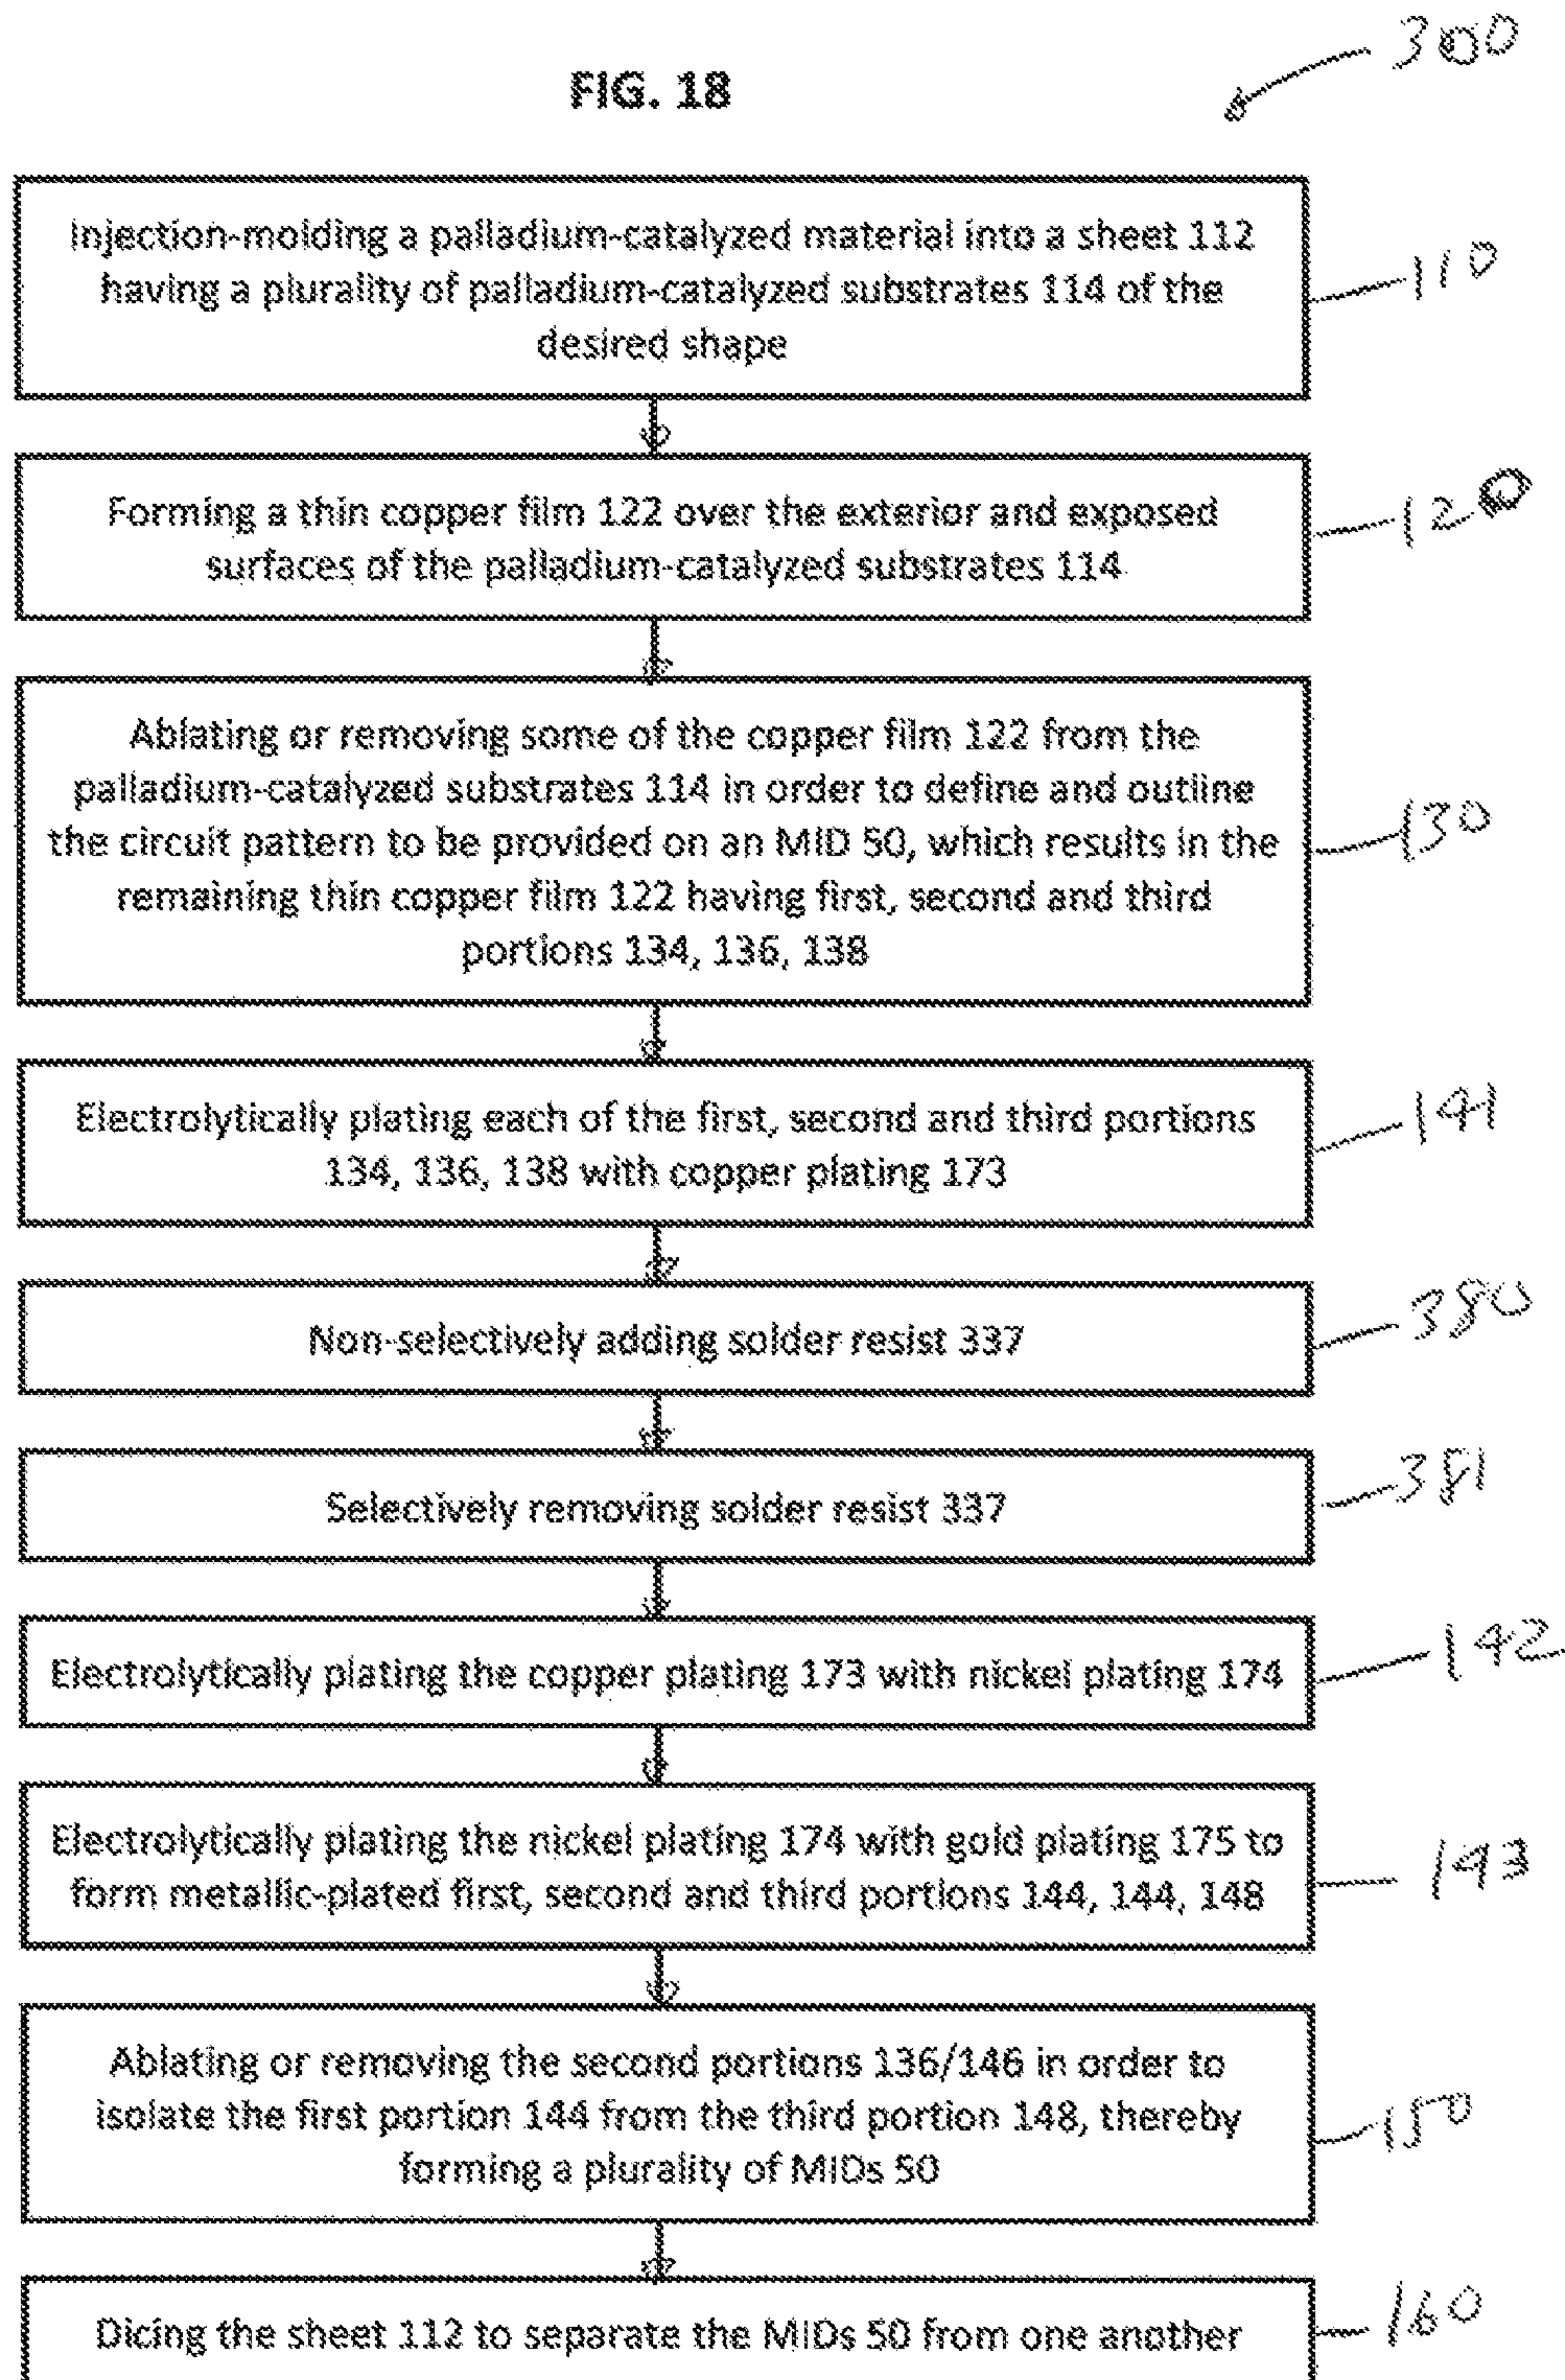 300
FIG. 18
Injection-molding a palladium-catalyzed material into a sheet 112
having a plurality of palladium-catalyzed substrates 114 of the
desired shape
110
Forming a thin copper film 122 over the exterior and exposed
surfaces of the palladium-catalyzed substrates 114
120
Ablating or removing some of the copper film 122 from the
palladium-catalyzed substrates 114 in order to define and outline
the circuit pattern to be provided on an MID 50, which results in the
remaining thin copper film 122 having first, second and third
portions 134, 136, 138
130
Electrolytically plating each of the first, second and third portions
134, 136, 138 with copper plating 173
141
Non-selectively adding solder resist 337
380
Selectively removing solder resist 337
381
Electrolytically plating the copper plating 173 with nickel plating 174
142
Electrolytically plating the nickel plating 174 with gold plating 175 to
form metallic-plated first, second and third portions 144, 144, 148
143
Ablating or removing the second portions 136/146 in order to
isolate the first portion 144 from the third portion 148, thereby
forming a plurality of MIDs 50
150
Dicing the sheet 112 to separate the MIDs 50 from one another
160